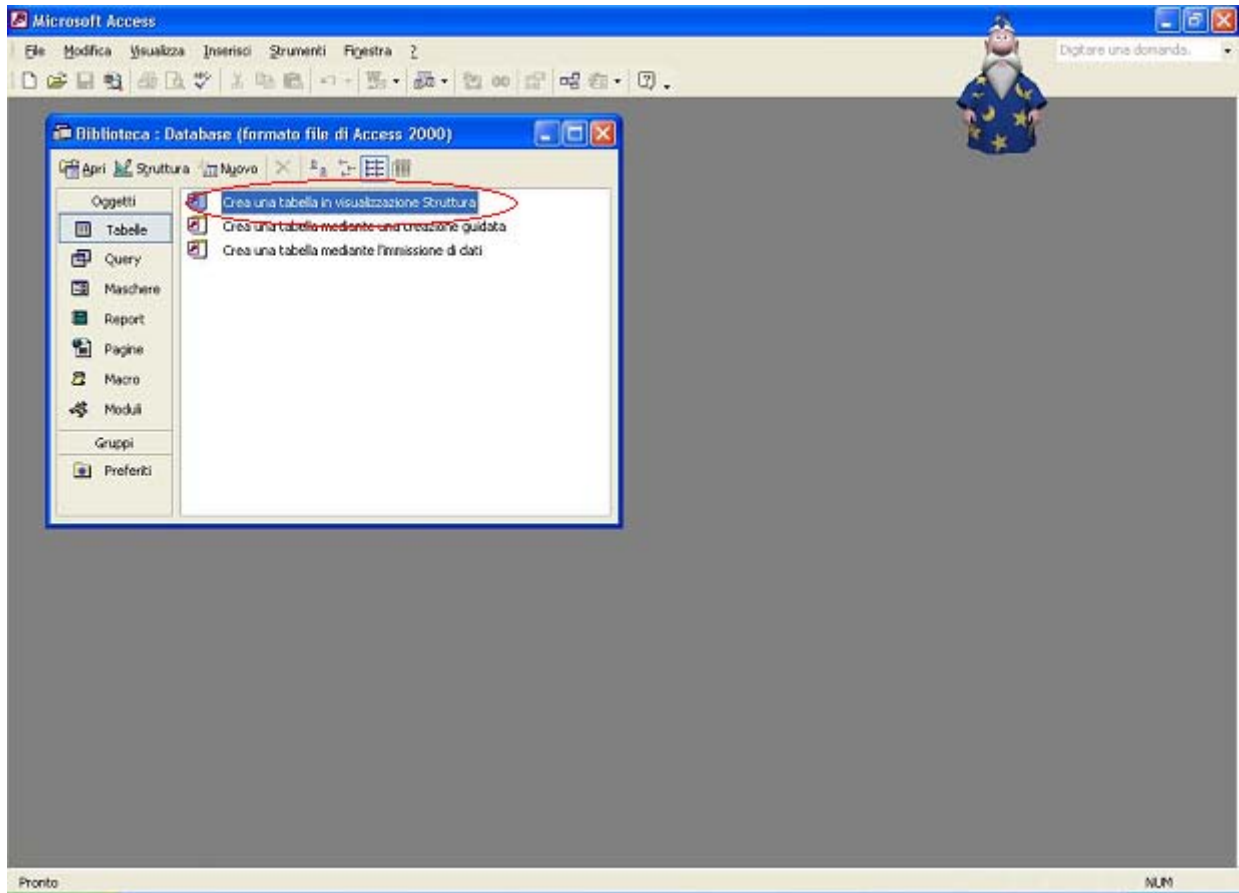 Microsoft Access
File Modifica Visualizza Inserisci Strumenti Finestra ?
Digitare una domanda.
Biblioteca : Database (formato file di Access 2000)
Apri Struttura Nuovo
Oggetti
Tabelle
Query
Maschere
Report
Pagine
Macro
Moduli
Gruppi
Preferiti
Crea una tabella in visualizzazione Struttura
Crea una tabella mediante una creazione guidata
Crea una tabella mediante l'immissione di dati
Pronto
NUM